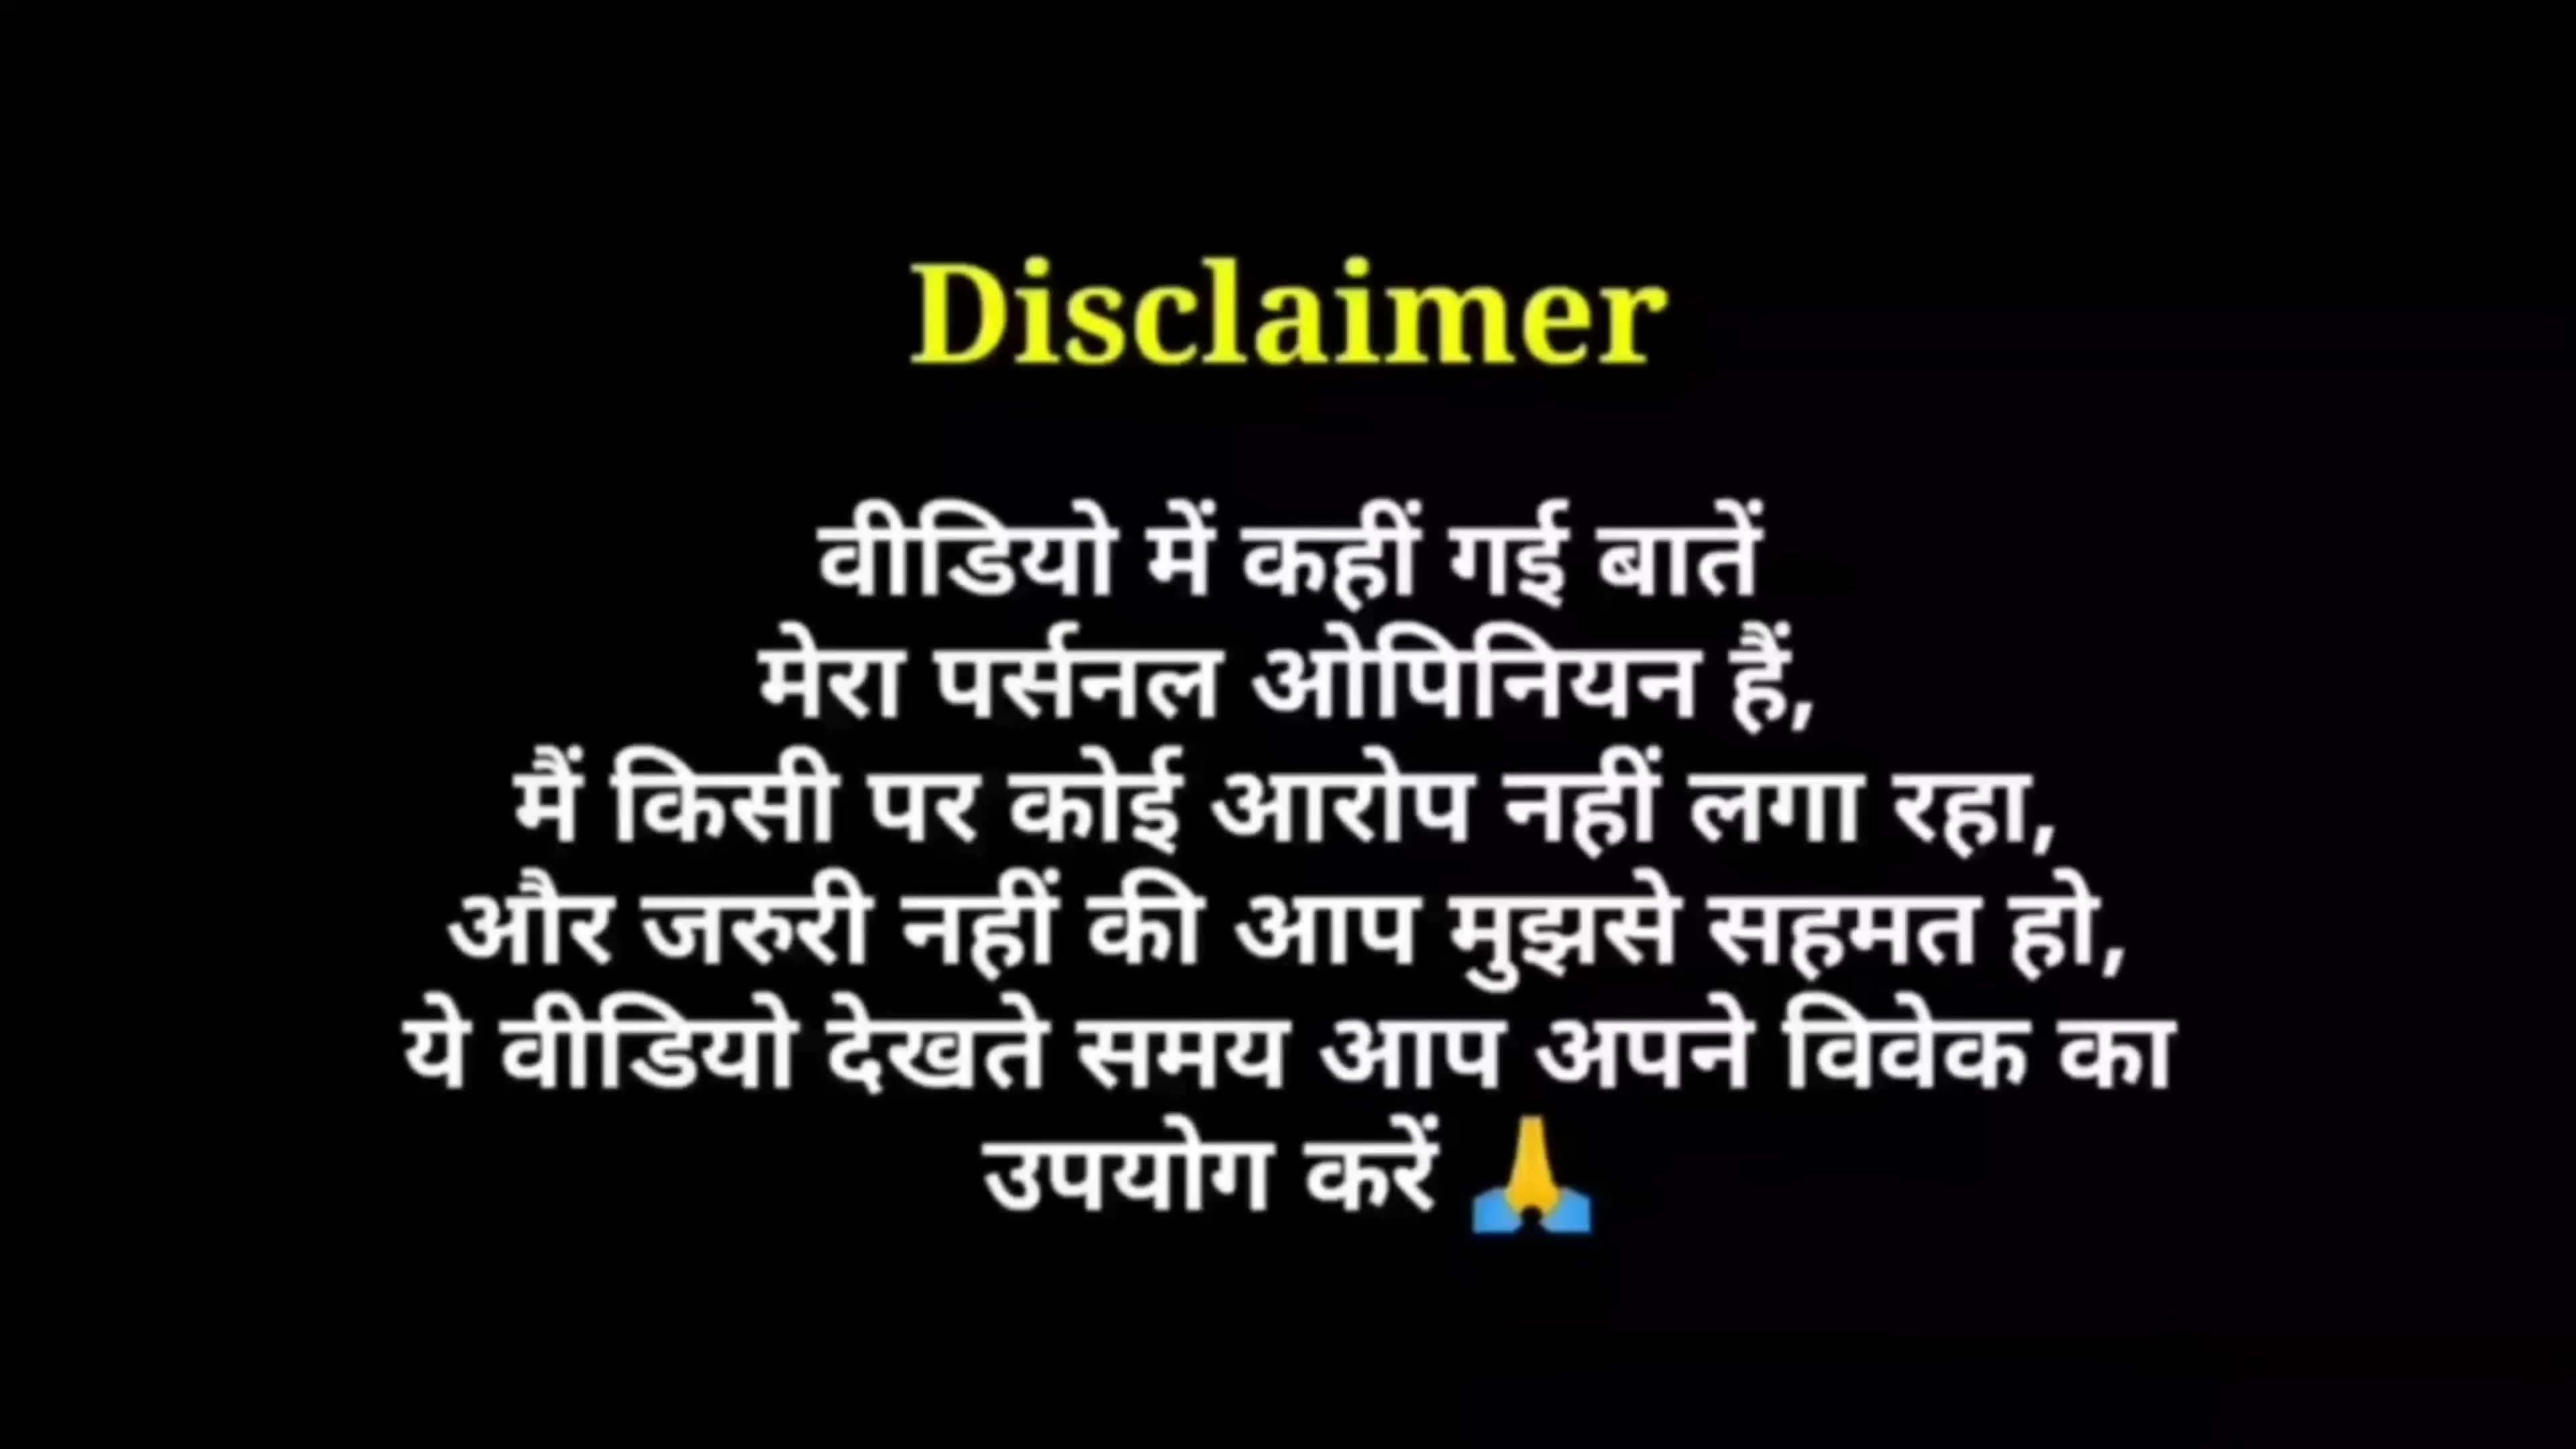 Disclaimer
वीडियो में कहीं गई बातें
मेरा पर्सनल ओपिनियन हैं,
मैं किसी पर कोई आरोप नहीं लगा रहा,
और जरुरी नहीं की आप मुझसे सहमत हो,
ये वीडियो देखते समय आप अपने विवेक का
उपयोग करें 🙏